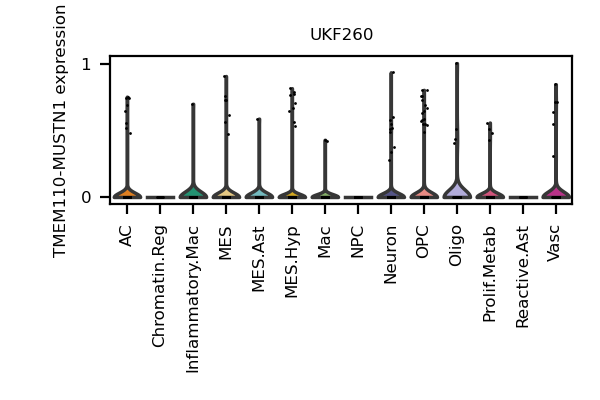 UKF260
TMEM110-MUSTN1 expression
1
0
AC
Chromatin.Reg
Inflammatory.Mac
MES
MES.Ast
MES.Hyp
Mac
NPC
Neuron
OPC
Oligo
Prolif.Metab
Reactive.Ast
Vasc